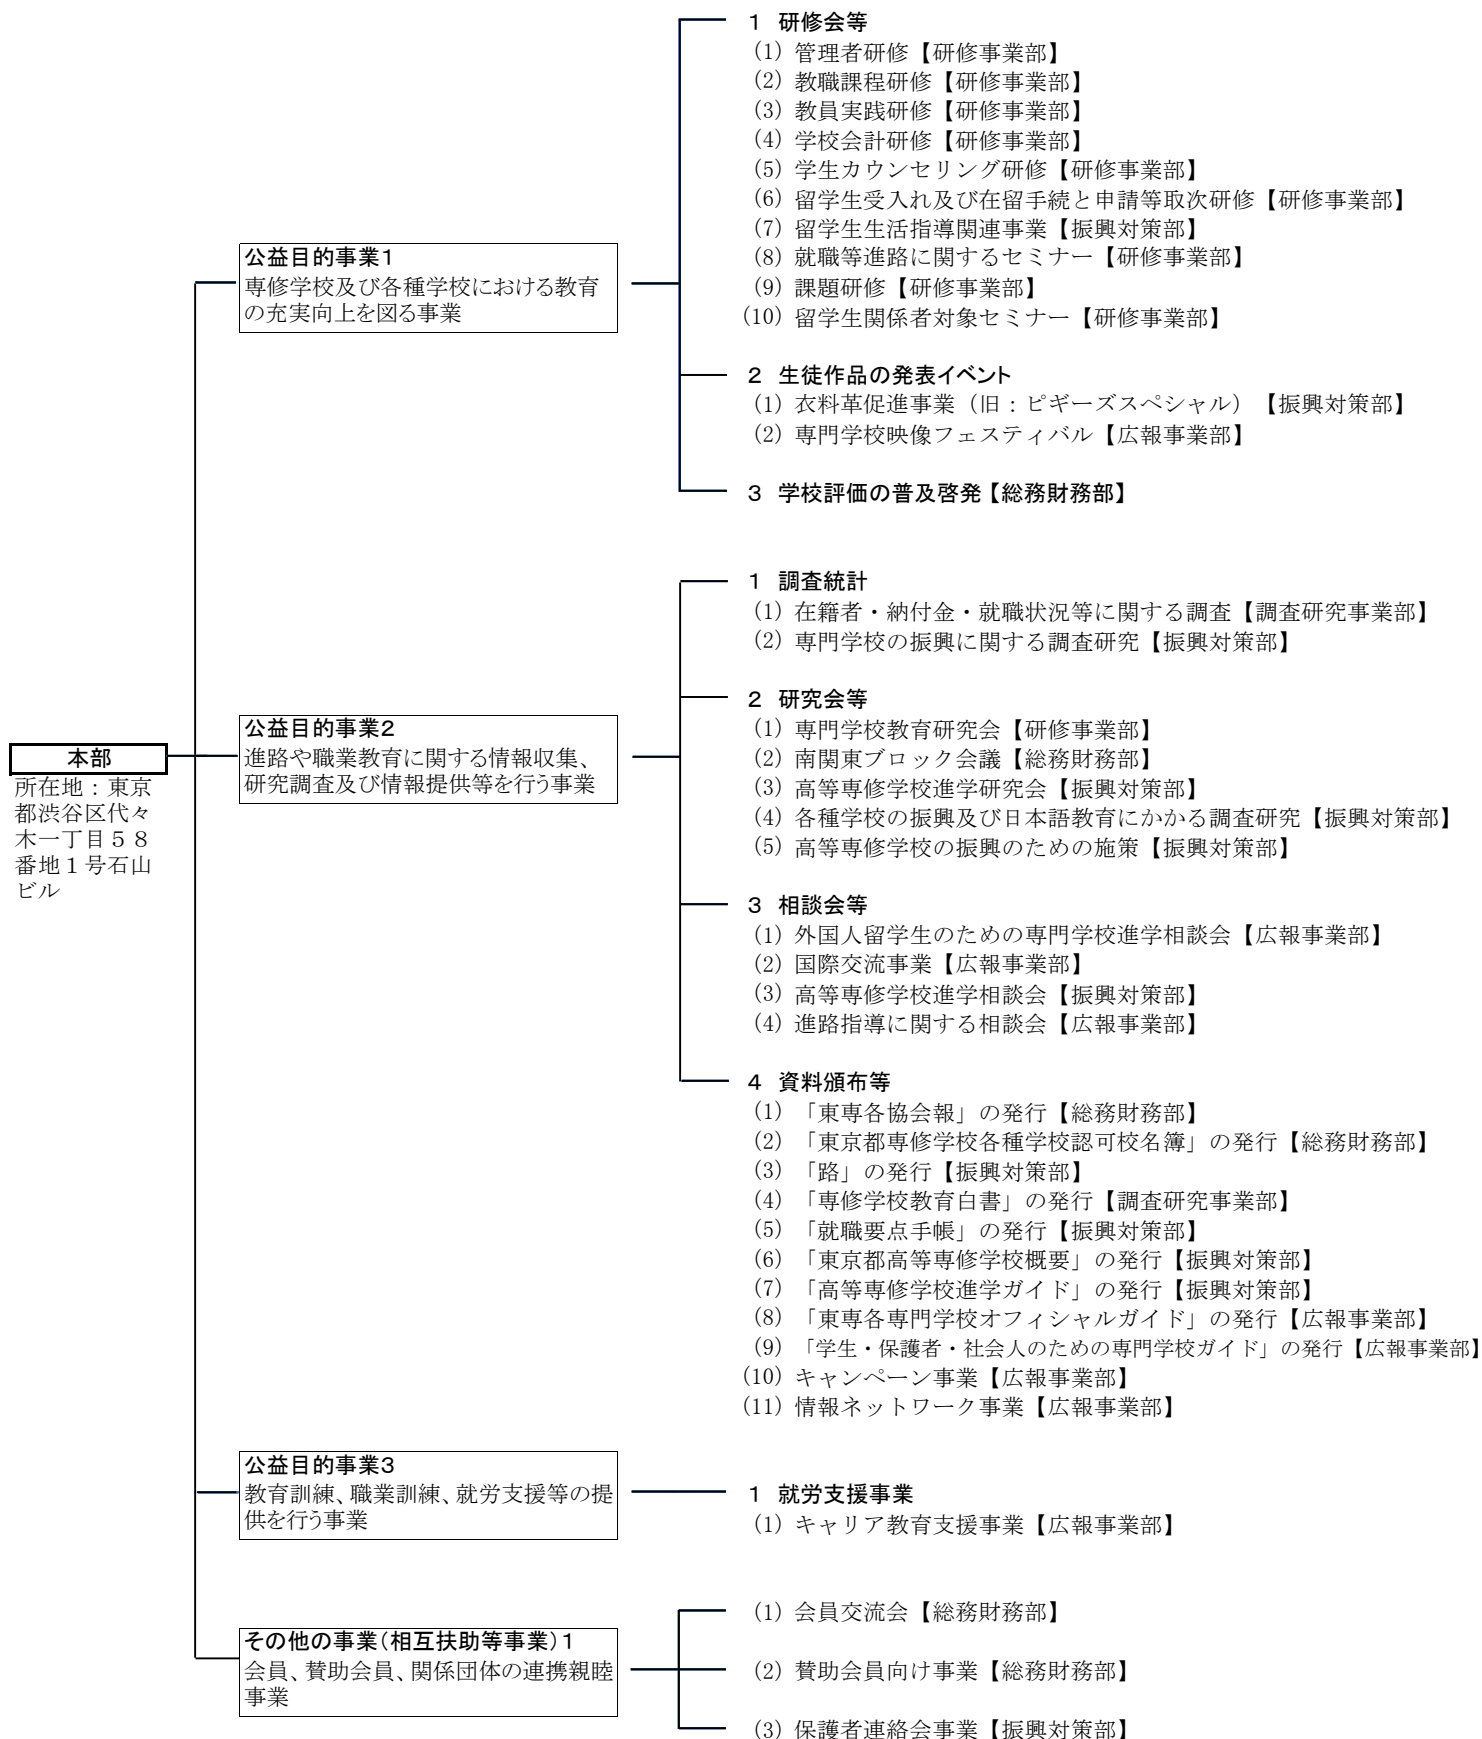 本部
所在地：東京
都渋谷区代々
木一丁目５８
番地１号石山
ビル
公益目的事業1
専修学校及び各種学校における教育
の充実向上を図る事業
1 研修会等
(1) 管理者研修【研修事業部】
(2) 教職課程研修【研修事業部】
(3) 教員実践研修【研修事業部】
(4) 学校会計研修【研修事業部】
(5) 学生カウンセリング研修【研修事業部】
(6) 留学生受入れ及び在留手続と申請等取次研修【研修事業部】
(7) 留学生生活指導関連事業【振興対策部】
(8) 就職等進路に関するセミナー【研修事業部】
(9) 課題研修【研修事業部】
(10) 留学生関係者対象セミナー【研修事業部】
2 生徒作品の発表イベント
(1) 衣料革促進事業（旧：ピギーズスペシャル）【振興対策部】
(2) 専門学校映像フェスティバル【広報事業部】
3 学校評価の普及啓発【総務財務部】
公益目的事業2
進路や職業教育に関する情報収集、
研究調査及び情報提供等を行う事業
1 調査統計
(1) 在籍者・納付金・就職状況等に関する調査【調査研究事業部】
(2) 専門学校の振興に関する調査研究【振興対策部】
2 研究会等
(1) 専門学校教育研究会【研修事業部】
(2) 南関東ブロック会議【総務財務部】
(3) 高等専修学校進学研究会【振興対策部】
(4) 各種学校の振興及び日本語教育にかかる調査研究【振興対策部】
(5) 高等専修学校の振興のための施策【振興対策部】
3 相談会等
(1) 外国人留学生のための専門学校進学相談会【広報事業部】
(2) 国際交流事業【広報事業部】
(3) 高等専修学校進学相談会【振興対策部】
(4) 進路指導に関する相談会【広報事業部】
4 資料頒布等
(1) 「東専各協会報」の発行【総務財務部】
(2) 「東京都専修学校各種学校認可校名簿」の発行【総務財務部】
(3) 「路」の発行【振興対策部】
(4) 「専修学校教育白書」の発行【調査研究事業部】
(5) 「就職要点手帳」の発行【振興対策部】
(6) 「東京都高等専修学校概要」の発行【振興対策部】
(7) 「高等専修学校進学ガイド」の発行【振興対策部】
(8) 「東専各専門学校オフィシャルガイド」の発行【広報事業部】
(9) 「学生・保護者・社会人のための専門学校ガイド」の発行【広報事業部】
(10) キャンペーン事業【広報事業部】
(11) 情報ネットワーク事業【広報事業部】
公益目的事業3
教育訓練、職業訓練、就労支援等の提
供を行う事業
1 就労支援事業
(1) キャリア教育支援事業【広報事業部】
その他の事業（相互扶助等事業）1
会員、賛助会員、関係団体の連携親睦
事業
(1) 会員交流会【総務財務部】
(2) 賛助会員向け事業【総務財務部】
(3) 保護者連絡会事業【振興対策部】